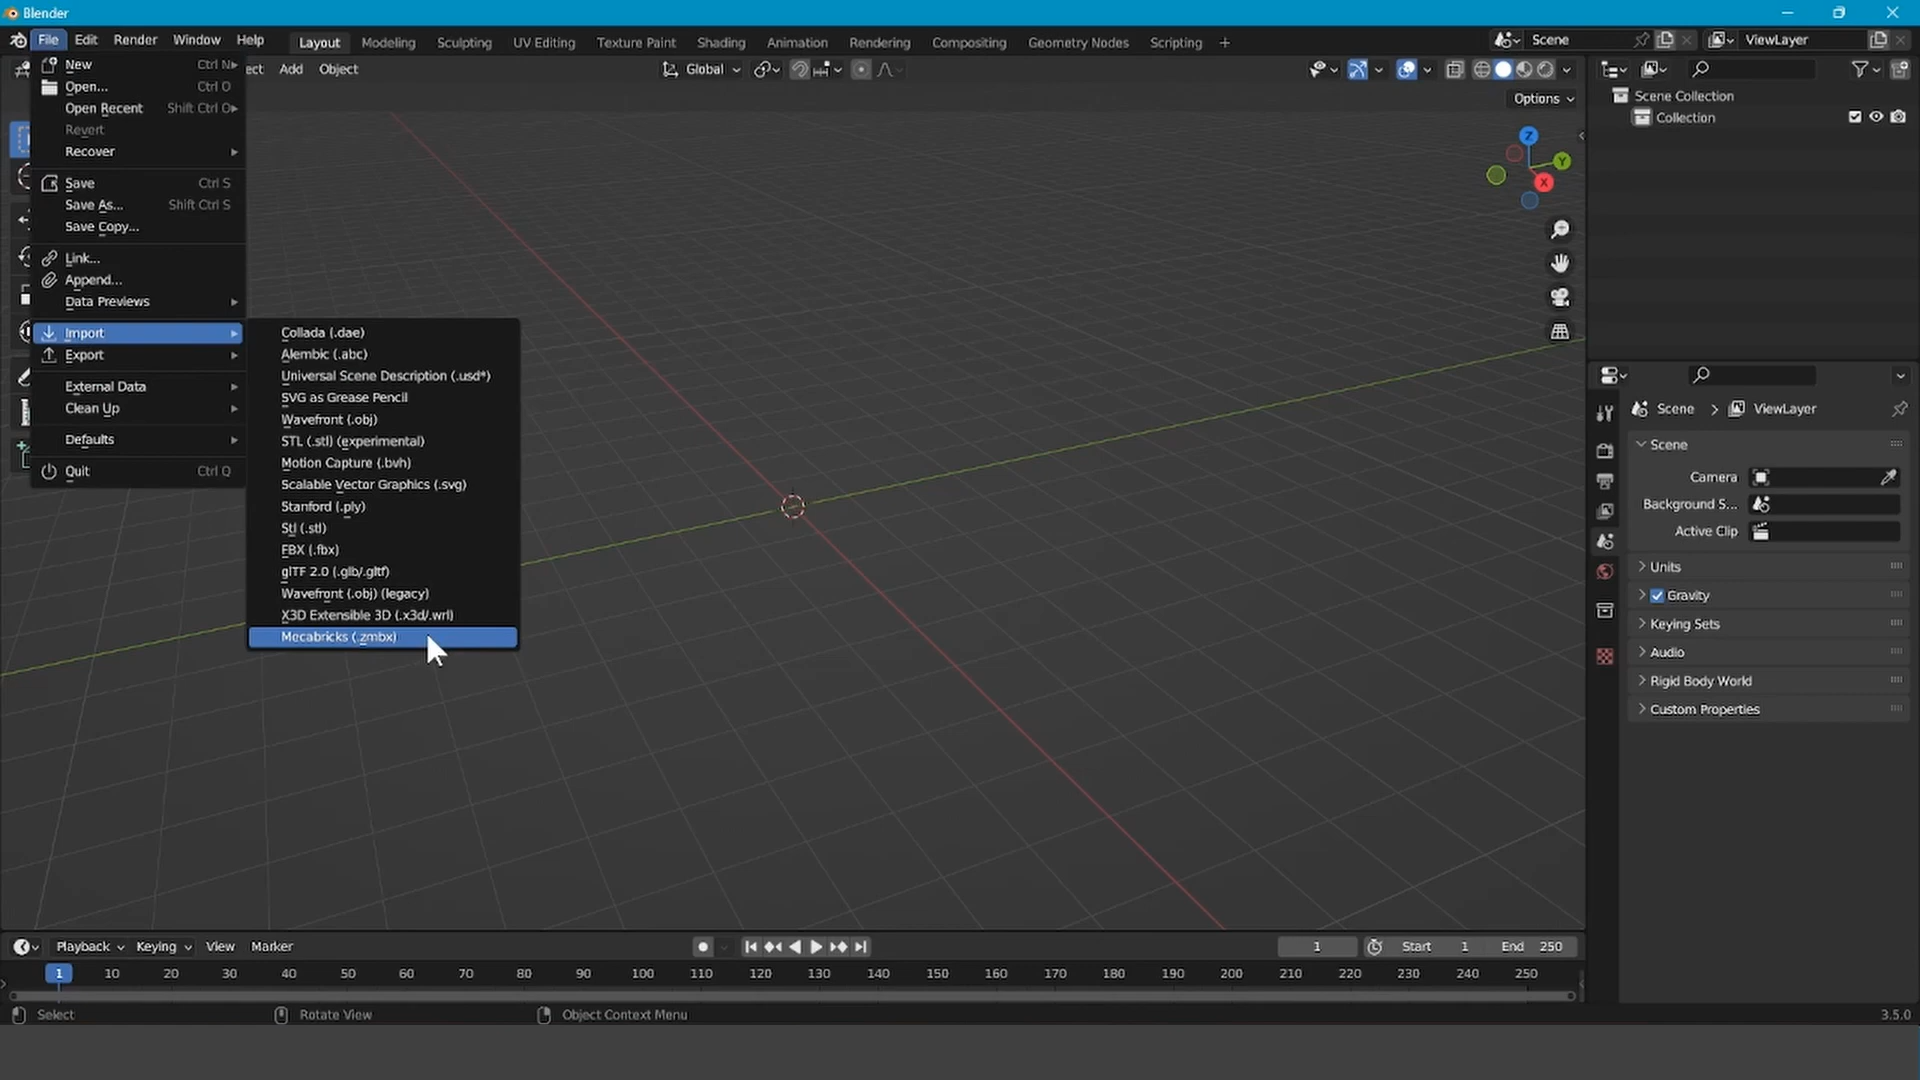 Blender
File Edit Render Window Help Layout Modeling Sculpting UV Editing Texture Paint Shading Animation Rendering Compositing Geometry Nodes Scripting + Scene ViewLayer
ect Add Object Global
Options
New Ctrl N
Open... Ctrl O
Open Recent Shift Ctrl O
Revert
Recover
Save Ctrl S
Save As... Shift Ctrl S
Save Copy...
Link...
Append...
Data Previews
Import
Export
External Data
Clean Up
Defaults
Quit Ctrl Q
Collada (.dae)
Alembic (.abc)
Universal Scene Description (.usd*)
SVG as Grease Pencil
Wavefront (.obj)
STL (.stl) (experimental)
Motion Capture (.bvh)
Scalable Vector Graphics (.svg)
Stanford (.ply)
Stl (.stl)
FBX (.fbx)
glTF 2.0 (.glb/.gltf)
Wavefront (.obj) (legacy)
X3D Extensible 3D (.x3d/.wrl)
Mecabricks (.zmbx)
Z
Y
X
Scene Collection
Collection
Scene > ViewLayer
Scene
Camera
Background S...
Active Clip
Units
Gravity
Keying Sets
Audio
Rigid Body World
Custom Properties
Playback Keying View Marker 1 Start 1 End 250
1 10 20 30 40 50 60 70 80 90 100 110 120 130 140 150 160 170 180 190 200 210 220 230 240 250
Select Rotate View Object Context Menu 3.5.0